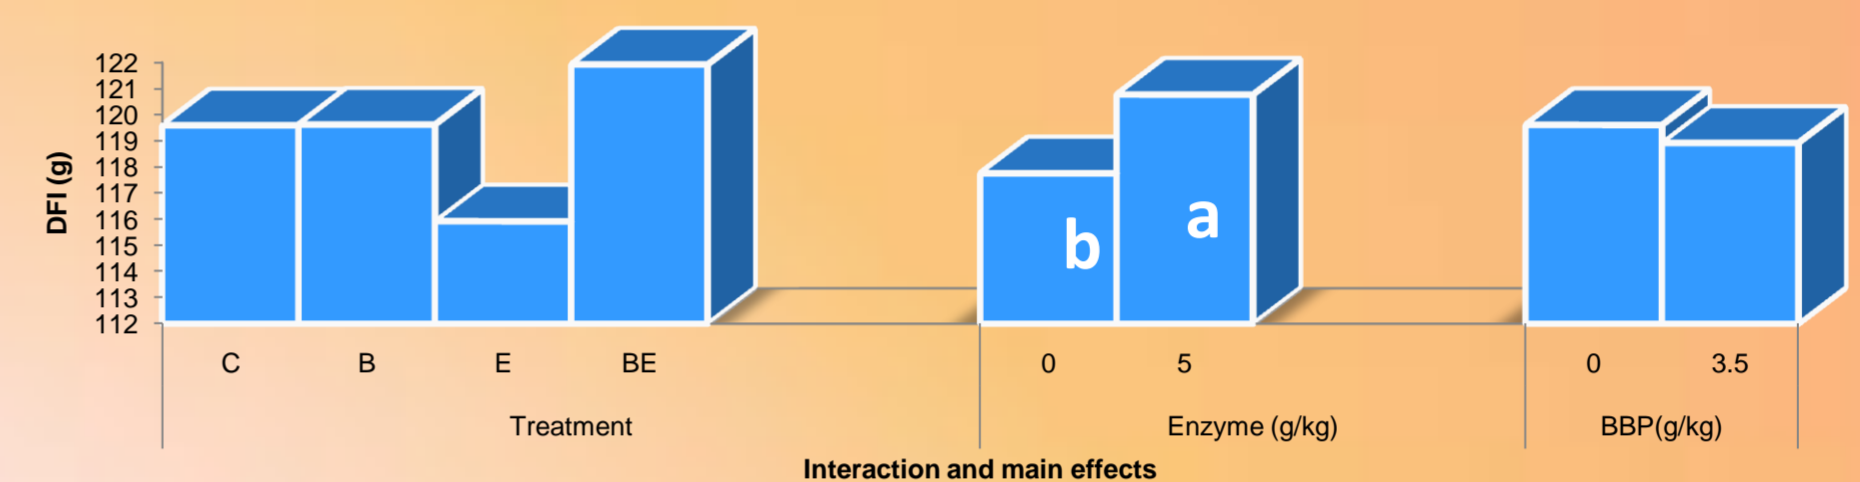 DFI (g)
122
121
120
119
118
117
116
115
114
113
112
b
a
C B E BE 0 5 0 3.5
Treatment Enzyme (g/kg) BBP(g/kg)
Interaction and main effects